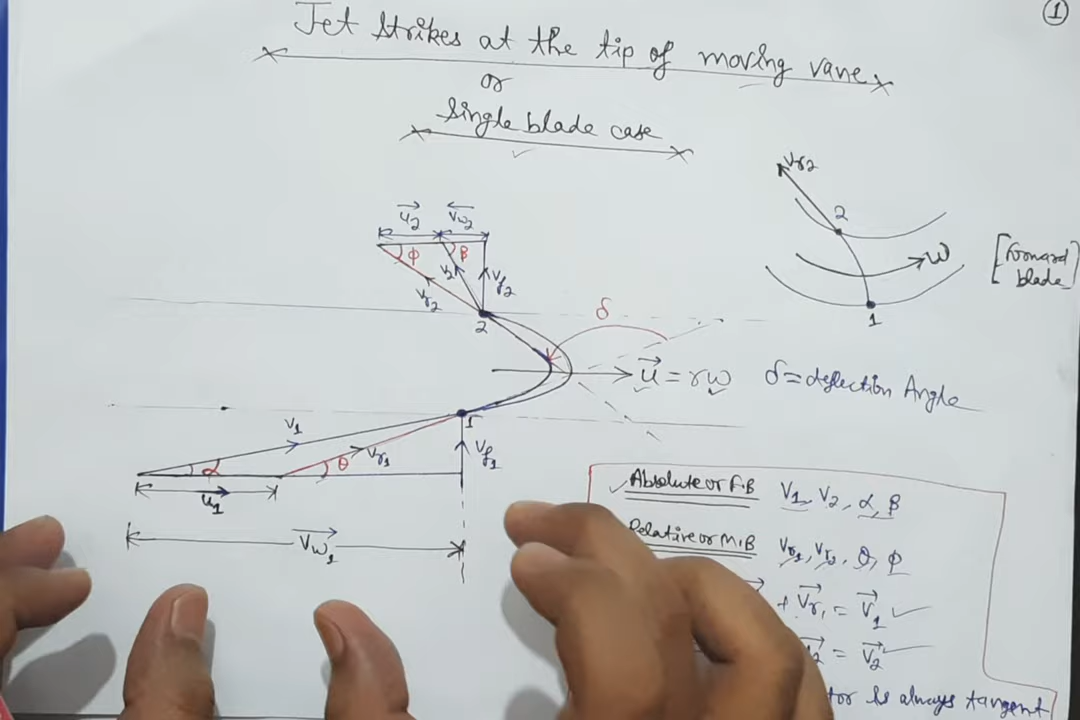 ①
Jet strikes at the tip of moving vane
or
Single blade case
Vr2
2
ω
[forward blade]
1
u2 Vw2
ϕ β
V2 Vf2
Vr2
2
δ
u = rω δ = deflection Angle
1
V1
Vr1 Vf1
α θ
u1
Vw1
Absolute or F.B V1, V2, α, β
Relative or M.B Vr1, Vr2, θ, ϕ
+ Vr1 = V1
= V2
is always tangent